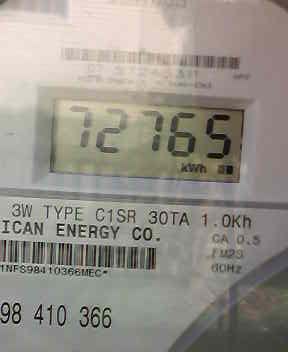 72765
kWh
3W TYPE C1SR 30TA 1.0Kh
ICAN ENERGY CO.
CA 0.5
FM2S
60Hz
1NFS98410366MEC*
98 410 366